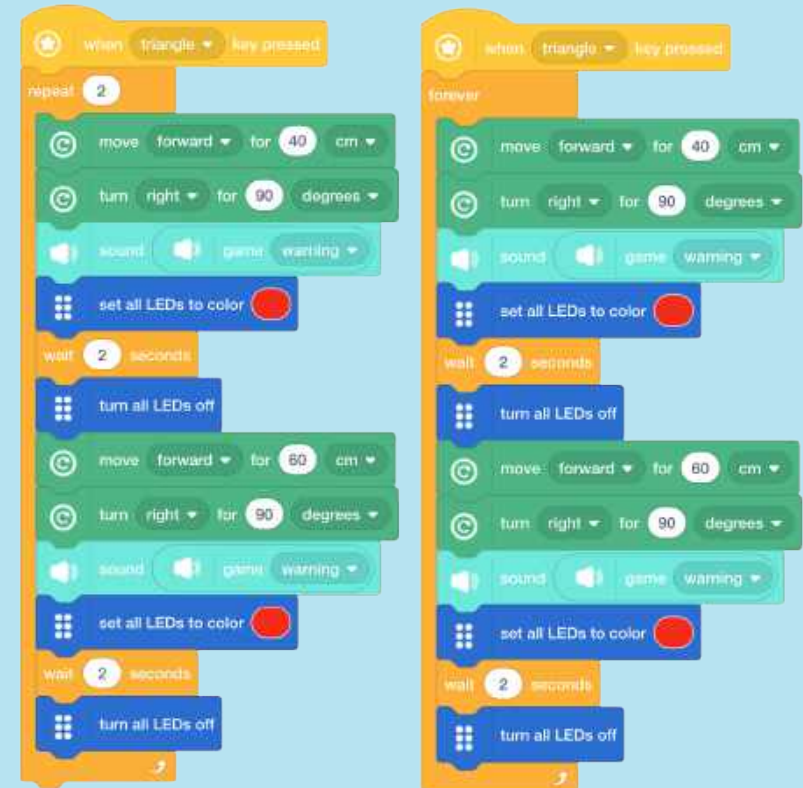 when triangle key pressed
repeat 2
move forward for 40 cm
turn right for 90 degrees
sound game warning
set all LEDs to color
wait 2 seconds
turn all LEDs off
move forward for 60 cm
turn right for 90 degrees
sound game warning
set all LEDs to color
wait 2 seconds
turn all LEDs off
when triangle key pressed
forever
move forward for 40 cm
turn right for 90 degrees
sound game warning
set all LEDs to color
wait 2 seconds
turn all LEDs off
move forward for 60 cm
turn right for 90 degrees
sound game warning
set all LEDs to color
wait 2 seconds
turn all LEDs off